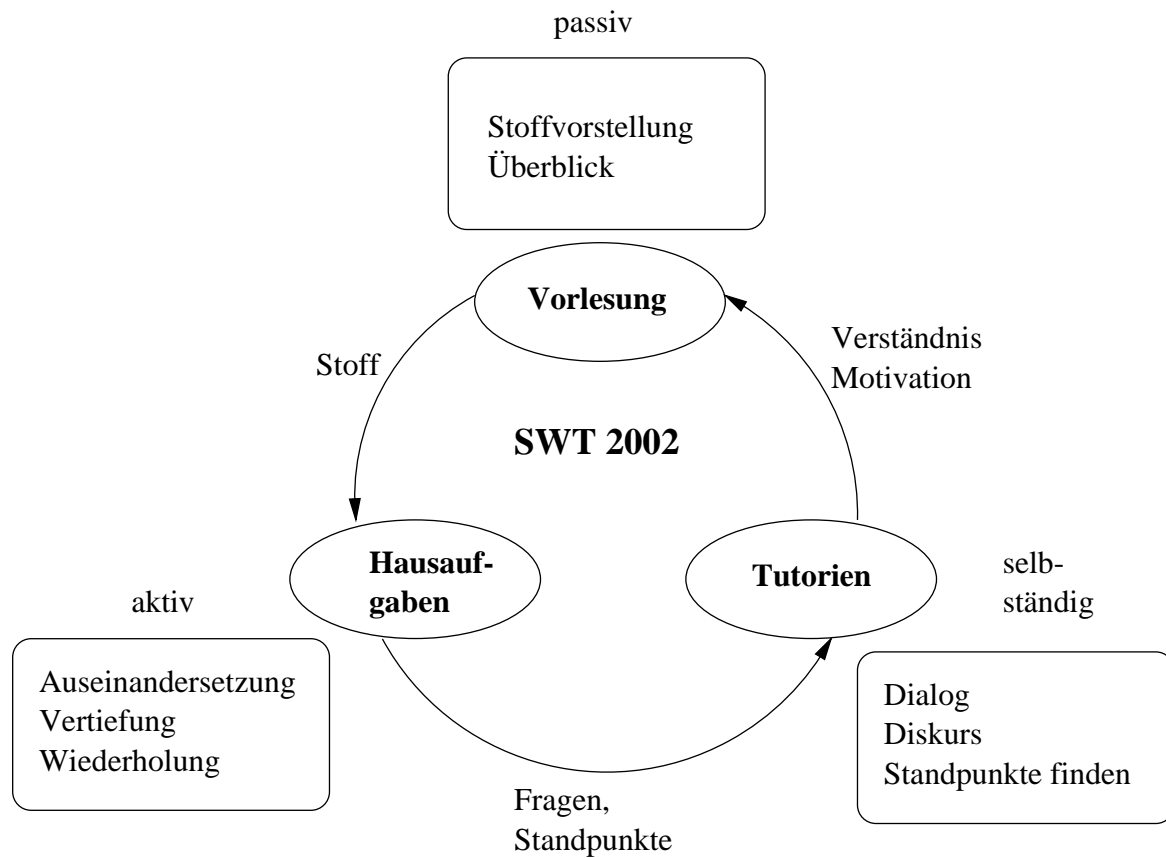 passiv
Stoffvorstellung
Überblick
Vorlesung
Stoff
Verständnis
Motivation
SWT 2002
Hausauf-
gaben
Tutorien
aktiv
selb-
ständig
Auseinandersetzung
Vertiefung
Wiederholung
Dialog
Diskurs
Standpunkte finden
Fragen,
Standpunkte